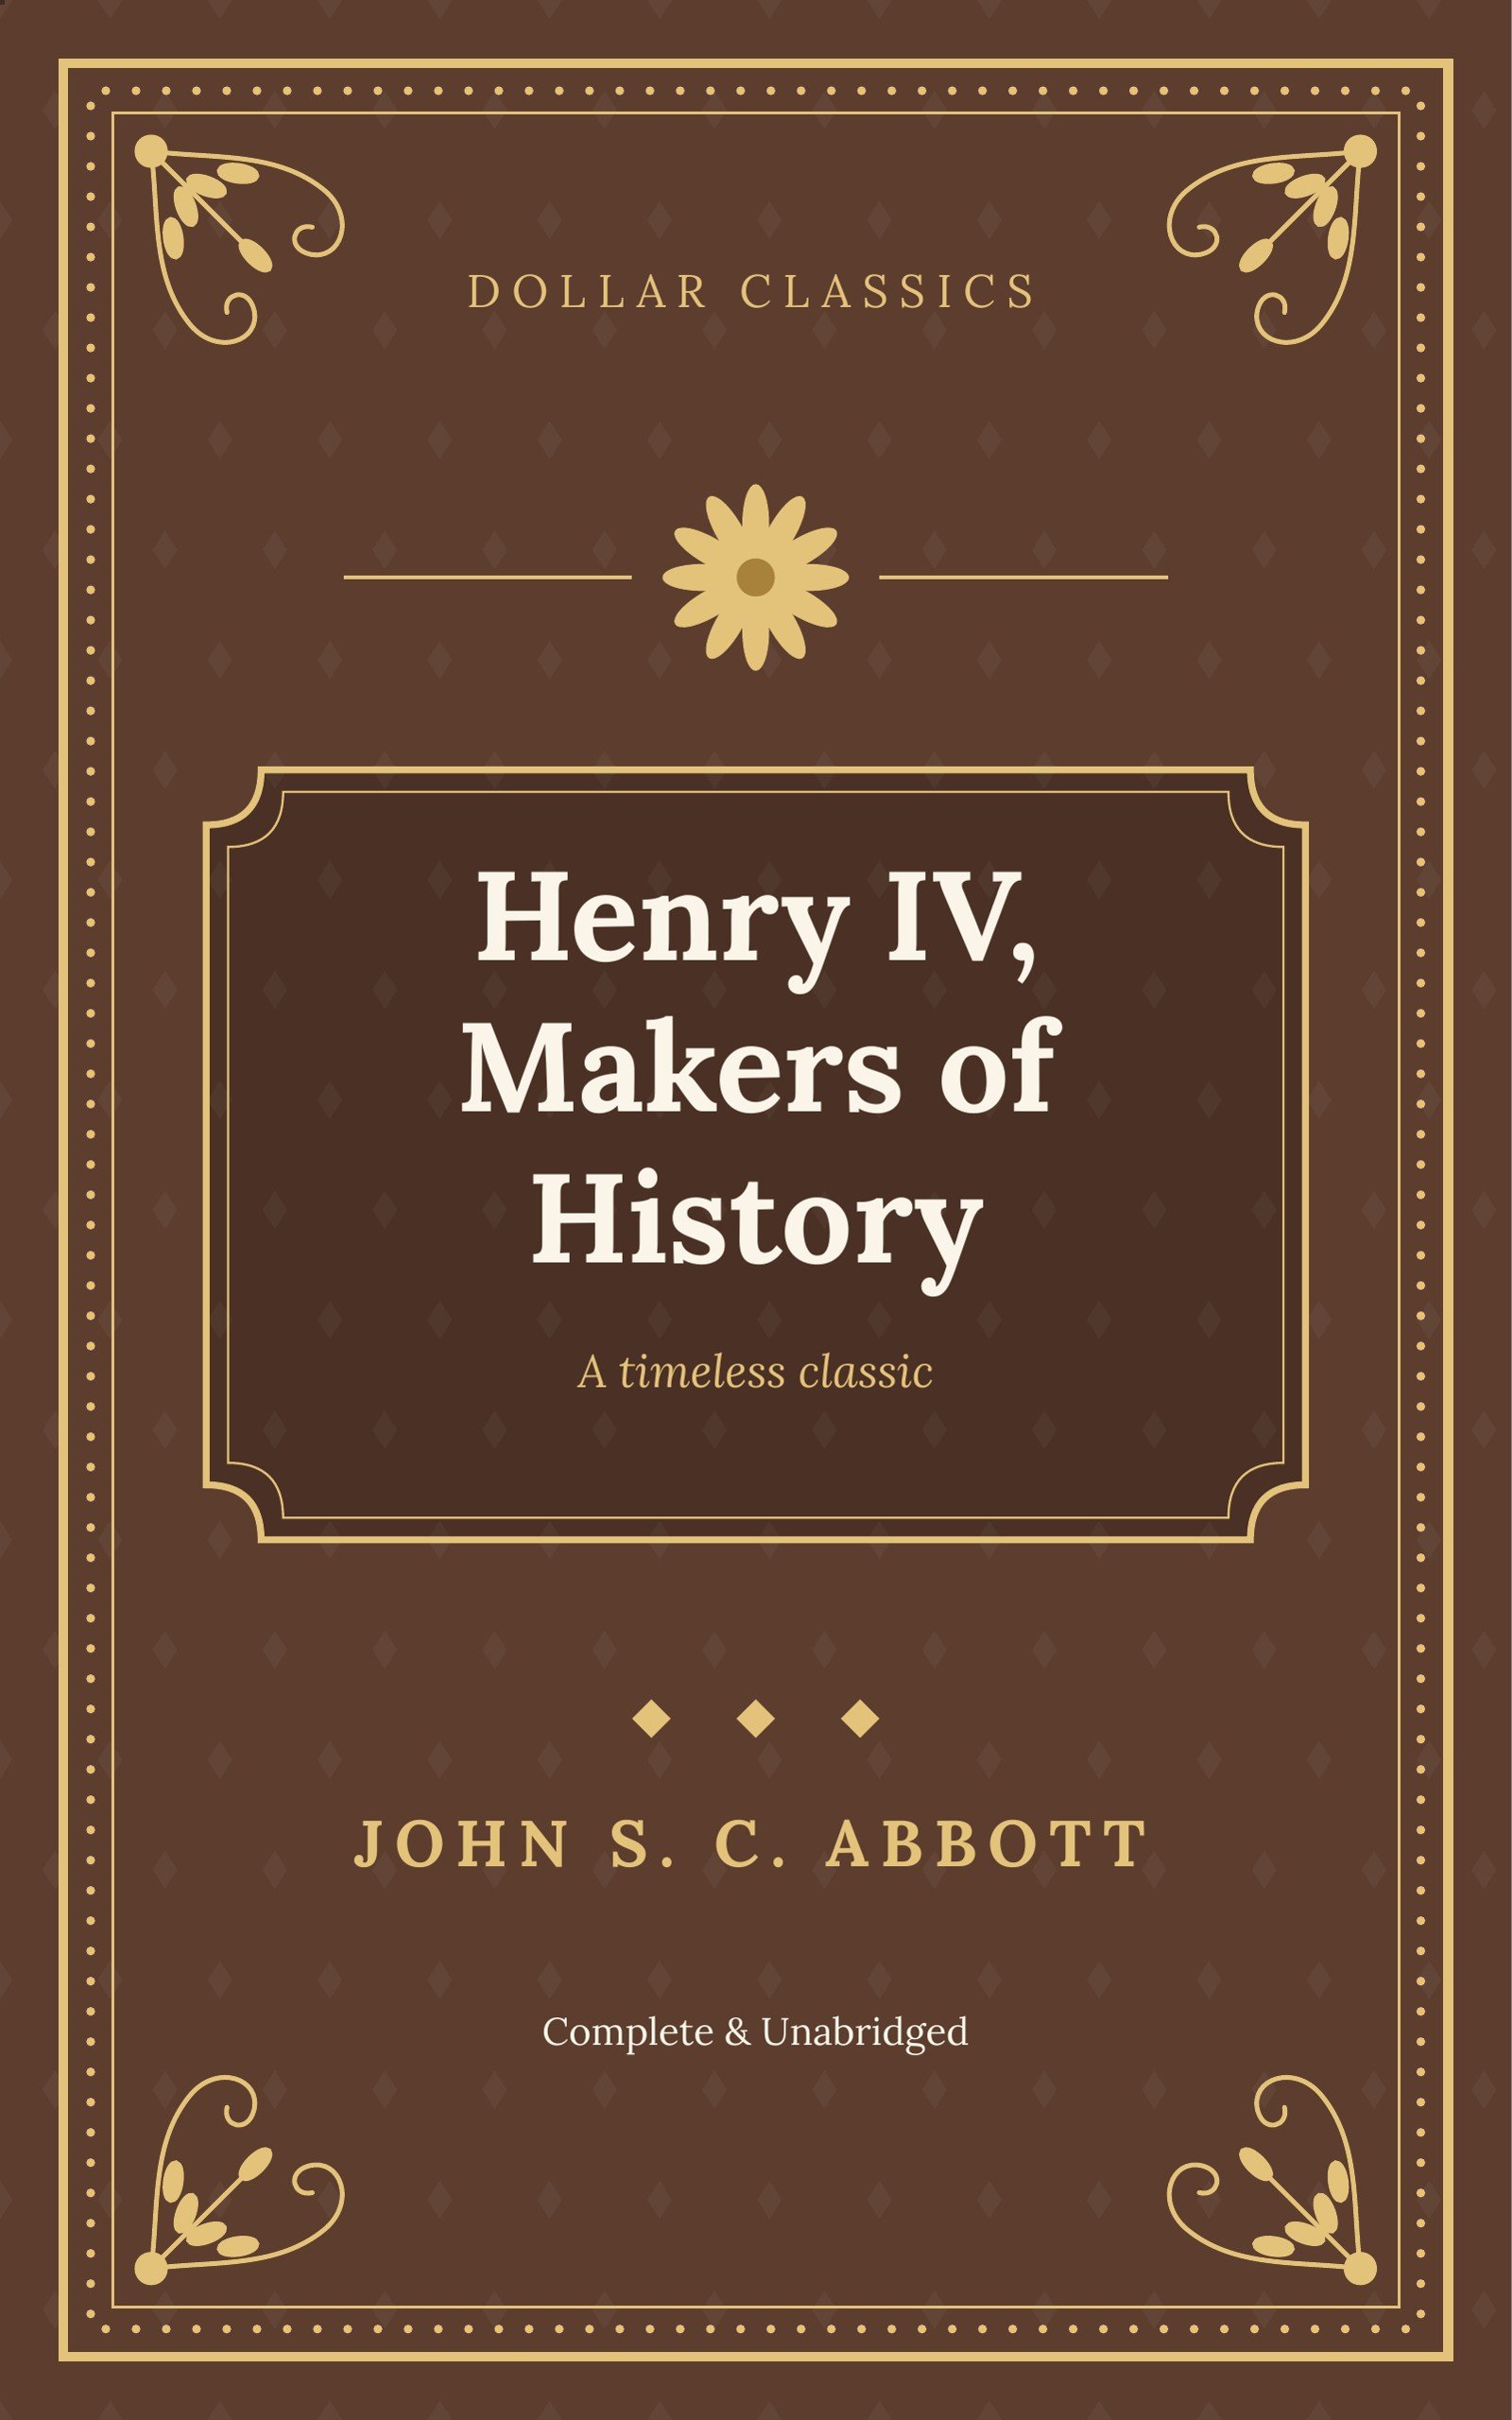 DOLLAR CLASSICS
Henry IV,
Makers of
History
A timeless classic
JOHN S. C. ABBOTT
Complete & Unabridged